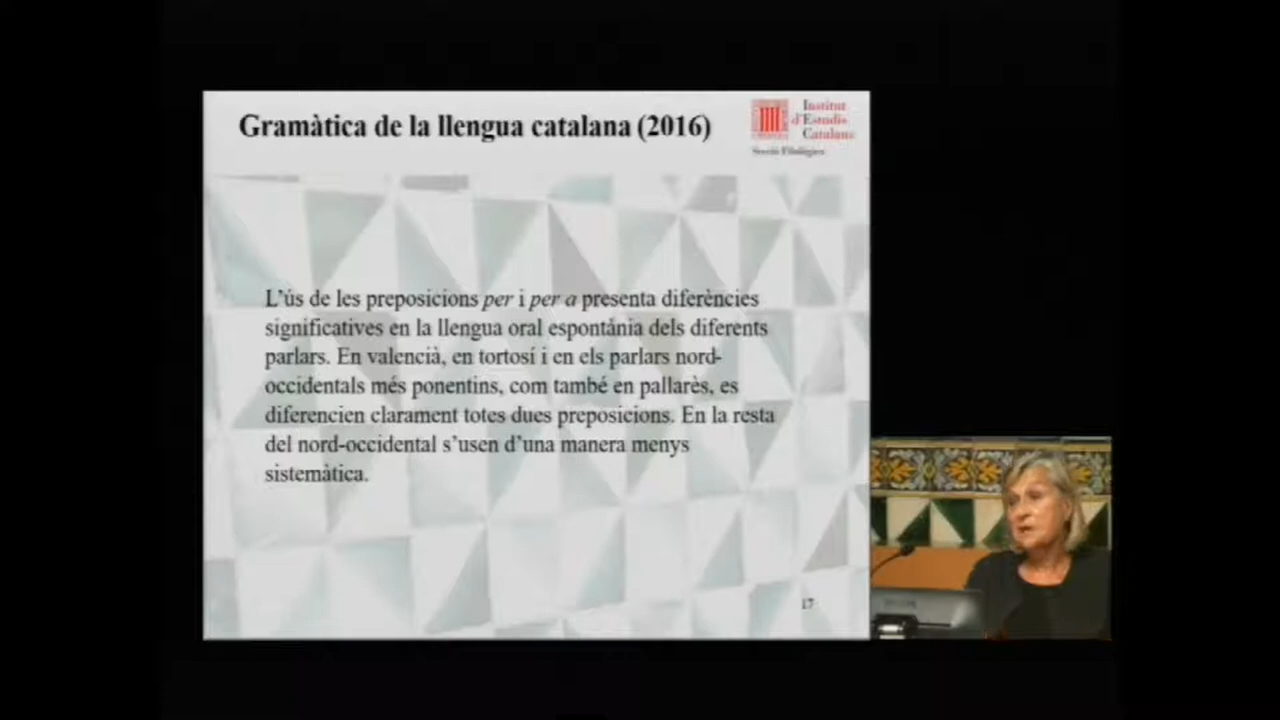 Gramàtica de la llengua catalana (2016)
Institut
d'Estudis
Catalans
Secció Filològica
L'ús de les preposicions per i per a presenta diferències
significatives en la llengua oral espontània dels diferents
parlars. En valencià, en tortosí i en els parlars nord-
occidentals més ponentins, com també en pallarès, es
diferencien clarament totes dues preposicions. En la resta
del nord-occidental s'usen d'una manera menys
sistemàtica.
17